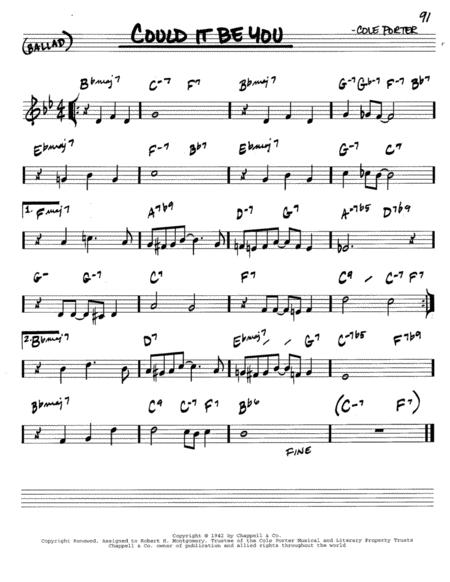 91
(BALLAD) COULD IT BE YOU -COLE PORTER
Bbmaj7 C-7 F7 Bbmaj7 G-7 Gb-7 F-7 Bb7
Ebmaj7 F-7 Bb7 Ebmaj7 G-7 C7
1. Fmaj7 A7b9 D-7 G7 A-7b5 D7b9
G- G-7 C7 F7 C9 / C-7 F7
2. Bbmaj7 D7 Ebmaj7 / G7 C-7b5 F7b9
Bbmaj7 C9 C-7 F7 Bb6 (C-7 F7)
FINE
Copyright © 1942 by Chappell & Co.
Copyright Renewed. Assigned to Robert H. Montgomery, Trustee of the Cole Porter Musical and Literary Property Trusts
Chappell & Co. owner of publication and allied rights throughout the world